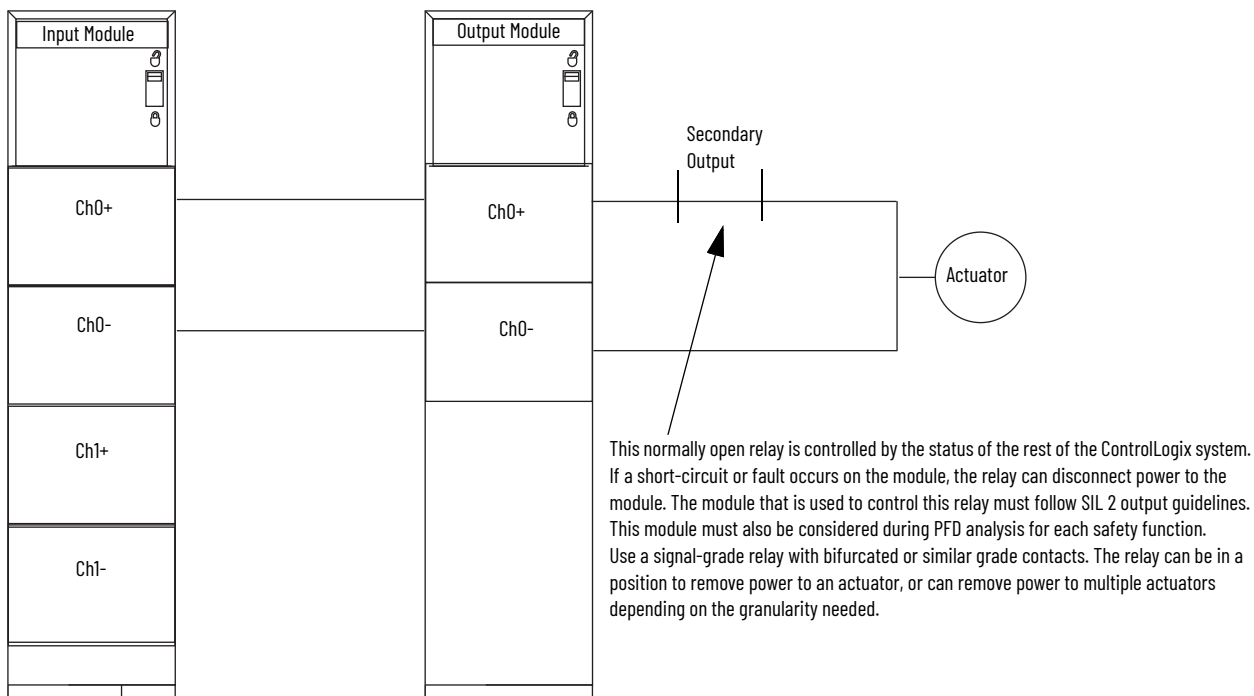 Input Module
Output Module
Secondary
Output
Ch0+
Ch0+
Actuator
Ch0-
Ch0-
Ch1+
This normally open relay is controlled by the status of the rest of the ControlLogix system.
If a short-circuit or fault occurs on the module, the relay can disconnect power to the
module. The module that is used to control this relay must follow SIL 2 output guidelines.
This module must also be considered during PFD analysis for each safety function.
Use a signal-grade relay with bifurcated or similar grade contacts. The relay can be in a
position to remove power to an actuator, or can remove power to multiple actuators
depending on the granularity needed.
Ch1-